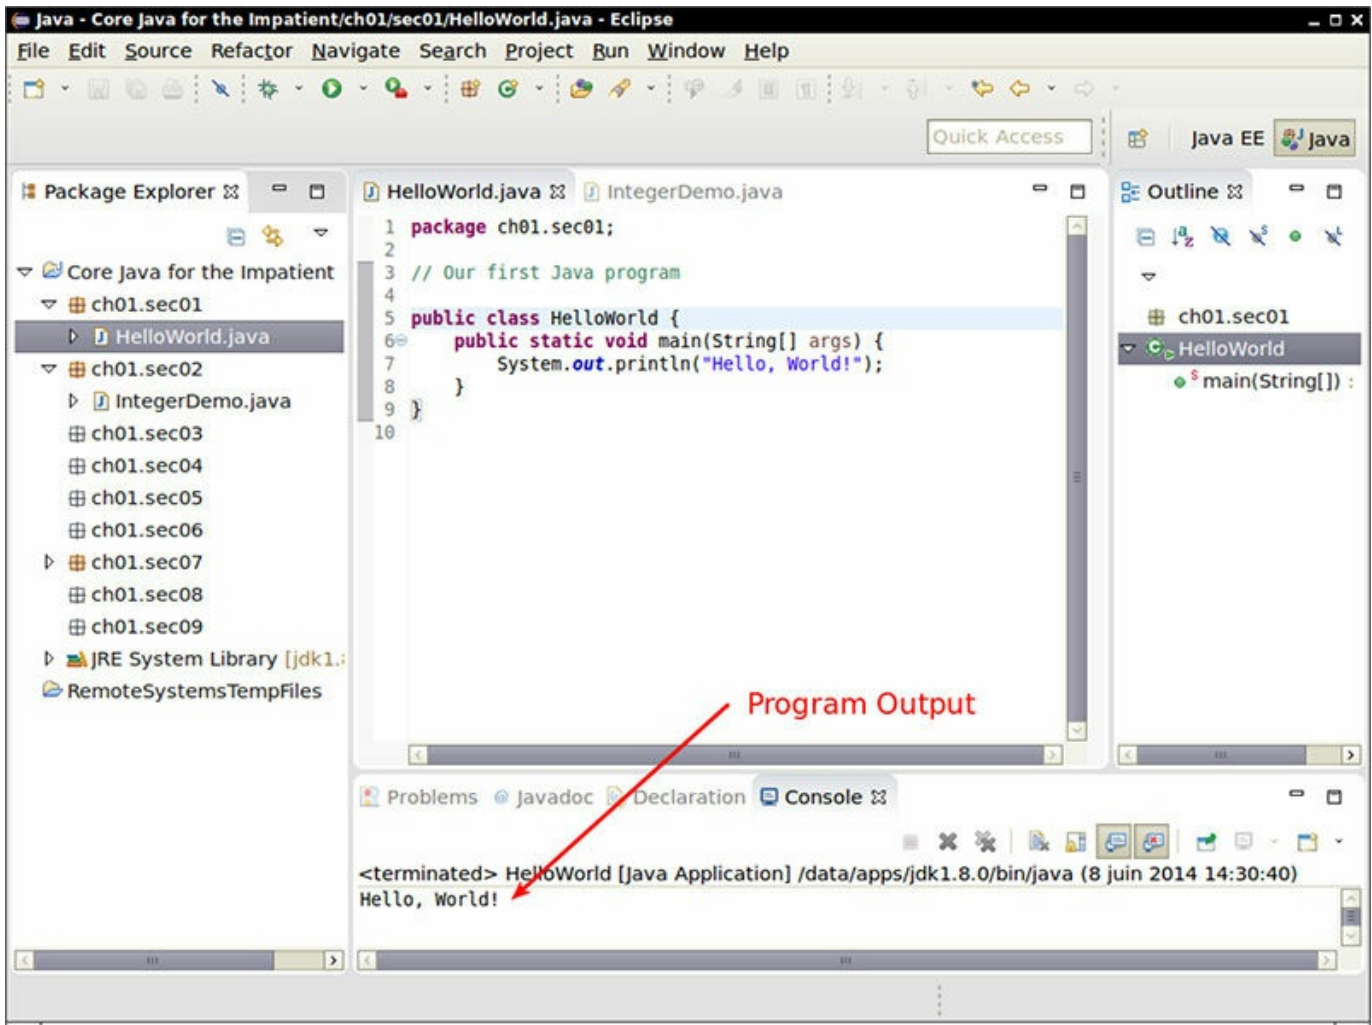 Java - Core Java for the Impatient/ch01/sec01/HelloWorld.java - Eclipse
File Edit Source Refactor Navigate Search Project Run Window Help
Quick Access
Java EE
Java
Package Explorer
Core Java for the Impatient
ch01.sec01
HelloWorld.java
ch01.sec02
IntegerDemo.java
ch01.sec03
ch01.sec04
ch01.sec05
ch01.sec06
ch01.sec07
ch01.sec08
ch01.sec09
JRE System Library [jdk1.
RemoteSystemsTempFiles
HelloWorld.java
IntegerDemo.java
1 package ch01.sec01;
2
3 // Our first Java program
4
5 public class HelloWorld {
6 public static void main(String[] args) {
7 System.out.println("Hello, World!");
8 }
9 }
10
Program Output
Outline
ch01.sec01
HelloWorld
main(String[]) :
Problems @ Javadoc Declaration Console
<terminated> HelloWorld [Java Application] /data/apps/jdk1.8.0/bin/java (8 juin 2014 14:30:40)
Hello, World!